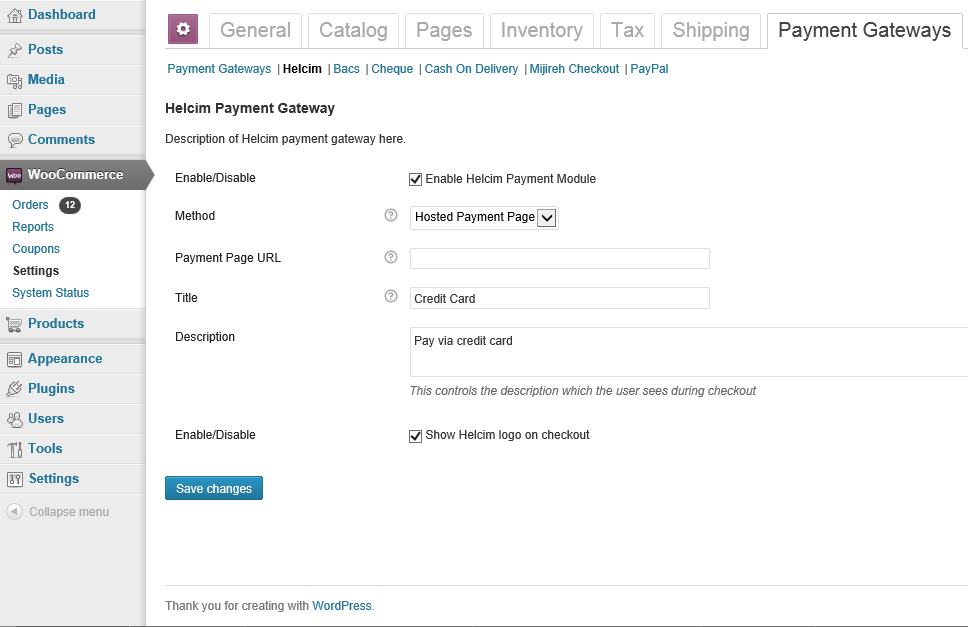 Dashboard
Posts
Media
Pages
Comments
WooCommerce
Orders 12
Reports
Coupons
Settings
System Status
Products
Appearance
Plugins
Users
Tools
Settings
Collapse menu
General Catalog Pages Inventory Tax Shipping Payment Gateways
Payment Gateways | Helcim | Bacs | Cheque | Cash On Delivery | Mijireh Checkout | PayPal
Helcim Payment Gateway
Description of Helcim payment gateway here.
Enable/Disable Enable Helcim Payment Module
Method ? Hosted Payment Page
Payment Page URL ?
Title ? Credit Card
Description Pay via credit card
This controls the description which the user sees during checkout
Enable/Disable Show Helcim logo on checkout
Save changes
Thank you for creating with WordPress.